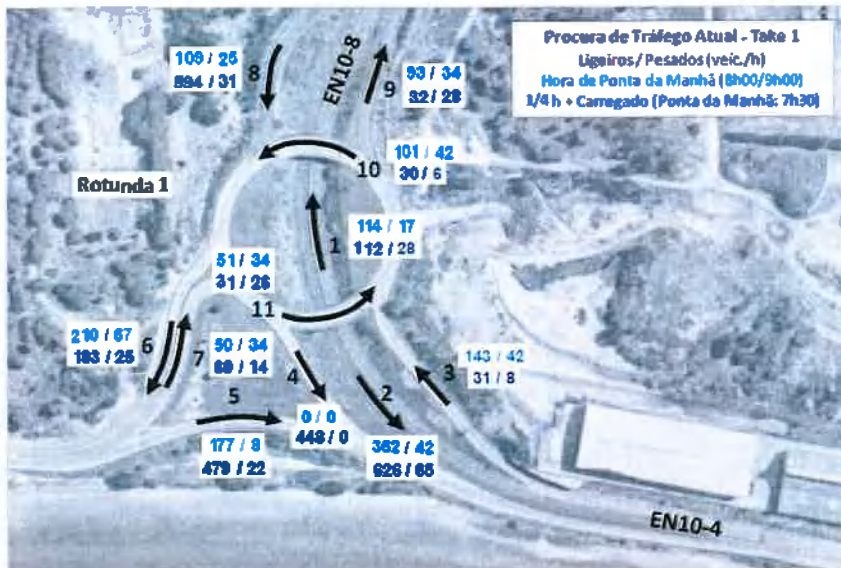 Procura de Tráfego Atual - Take 1
Ligeiros / Pesados (veic./h)
Hora de Ponta da Manhã (8h00/9h00)
1/4 h + Carregado (Ponta da Manhã: 7h30)
109 / 25
594 / 31
8
EN10-8
9
93 / 34
32 / 28
10
101 / 42
30 / 6
Rotunda 1
1
114 / 17
112 / 28
51 / 34
31 / 26
11
210 / 67
193 / 25
6
7
50 / 34
69 / 14
4
2
3
143 / 42
31 / 8
5
0 / 0
448 / 0
177 / 8
479 / 22
362 / 42
626 / 65
EN10-4